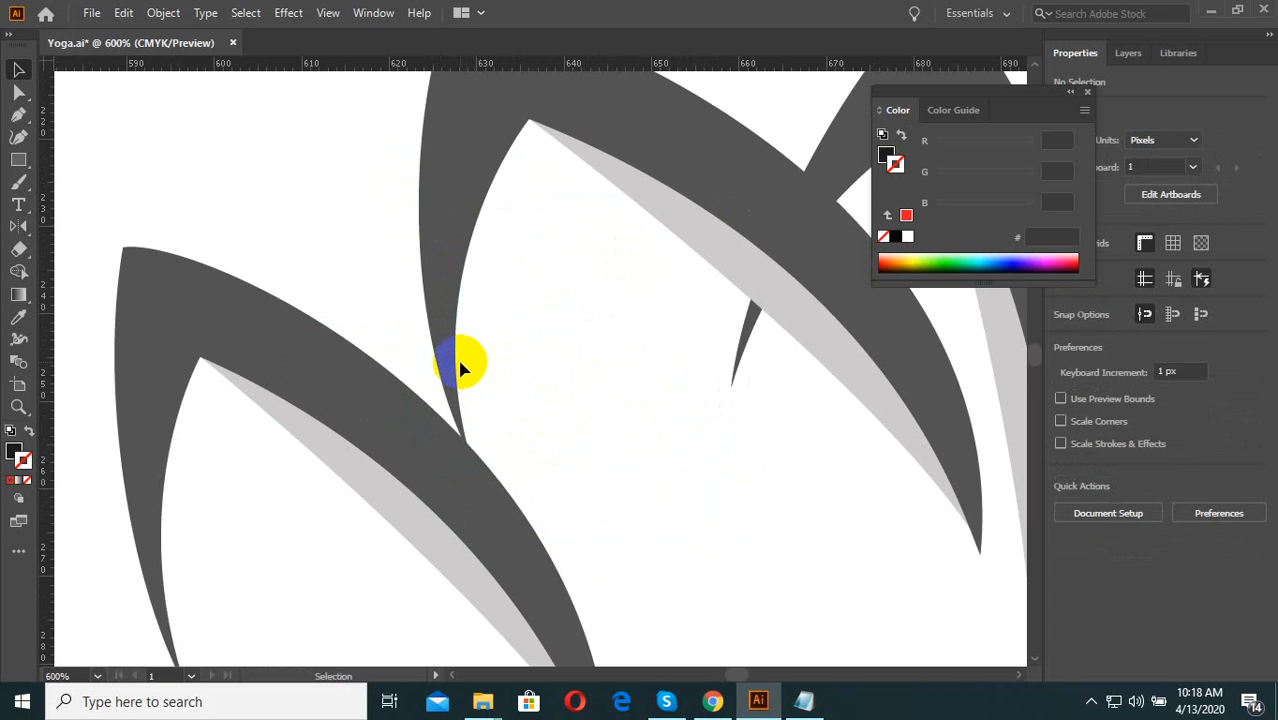 Ai File Edit Object Type Select Effect View Window Help Essentials Search Adobe Stock
Yoga.ai* @ 600% (CMYK/Preview)
Properties Layers Libraries
590 600 610 620 630 640 650 660 670 680 690
No Selection
Color Color Guide
R
G
B
#
Units: Pixels
1
Edit Artboards
Snap Options
Preferences
Keyboard Increment: 1 px
Use Preview Bounds
Scale Corners
Scale Strokes & Effects
Quick Actions
Document Setup Preferences
600% 1 Selection
Type here to search
Ai
10:18 AM
4/13/2020
14